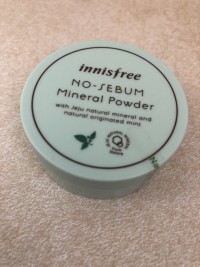 innisfree
NO-SEBUM
Mineral Powder
with Jeju natural mineral and
natural originated mint